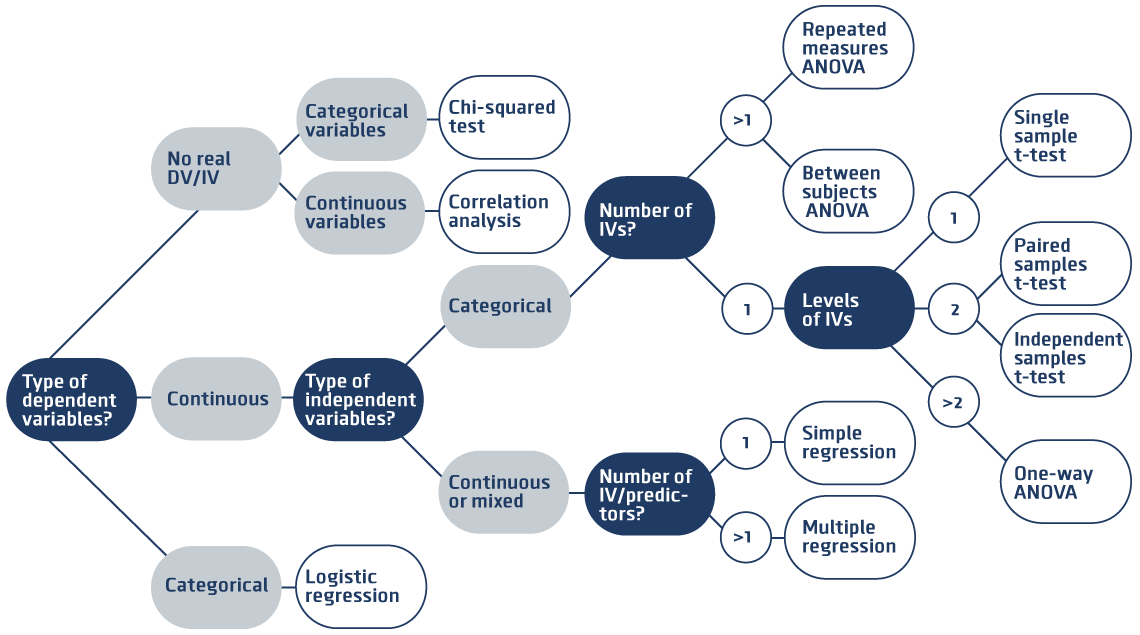 Type of
dependent
variables?
No real
DV/IV
Categorical
variables
Chi-squared
test
Continuous
variables
Correlation
analysis
Continuous
Type of
independent
variables?
Categorical
Number of
IVs?
>1
Repeated
measures
ANOVA
Between
subjects
ANOVA
1
Levels
of IVs
1
Single
sample
t-test
2
Paired
samples
t-test
Independent
samples
t-test
>2
One-way
ANOVA
Continuous
or mixed
Number of
IV/predic-
tors?
1
Simple
regression
>1
Multiple
regression
Categorical
Logistic
regression